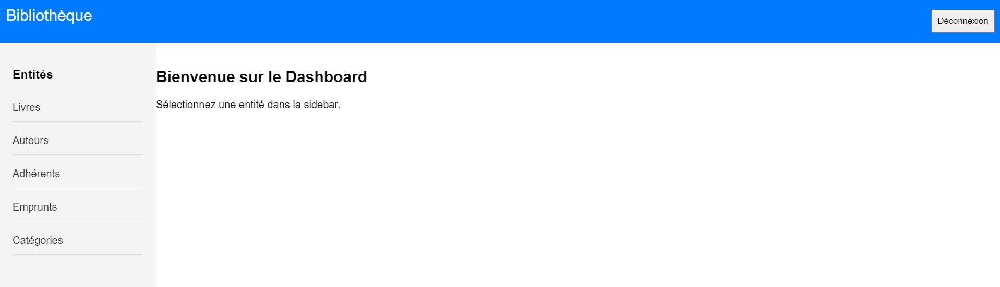 Bibliothèque
Déconnexion
Entités
Livres
Auteurs
Adhérents
Emprunts
Catégories
Bienvenue sur le Dashboard
Sélectionnez une entité dans la sidebar.